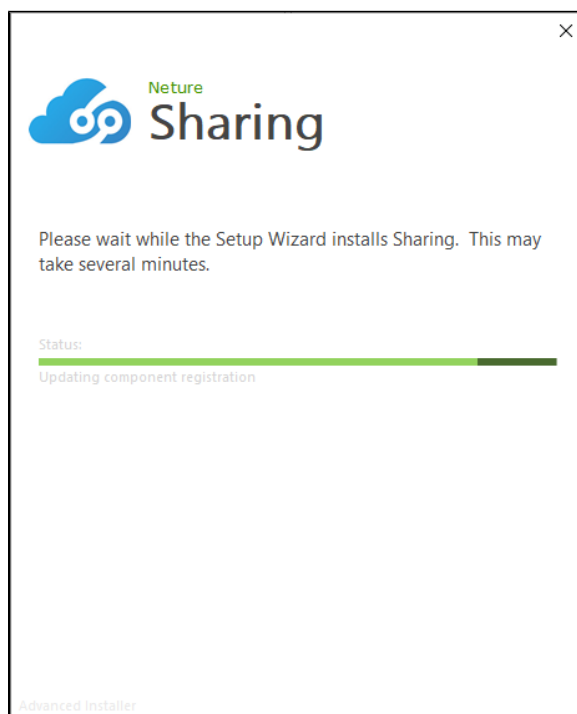 Neture
Sharing
Please wait while the Setup Wizard installs Sharing.  This may
take several minutes.
Status:
Updating component registration
Advanced Installer